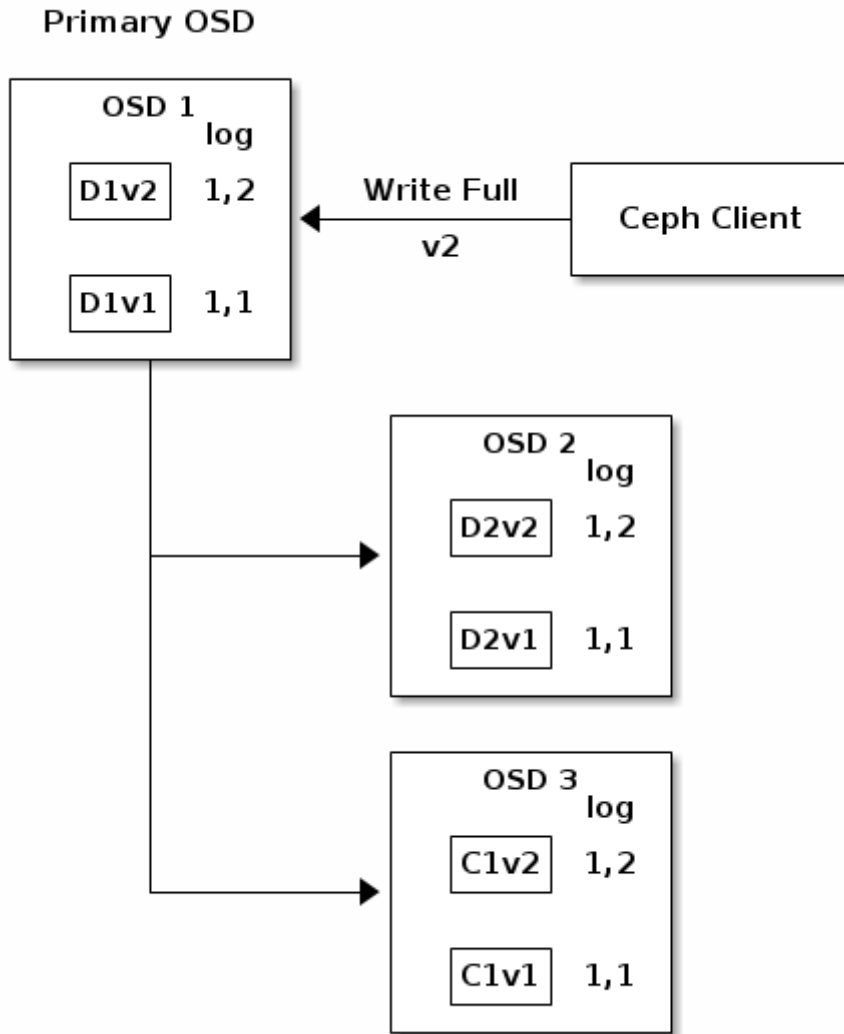 Primary OSD
OSD 1
log
D1v2 1,2
D1v1 1,1
Write Full
v2
Ceph Client
OSD 2
log
D2v2 1,2
D2v1 1,1
OSD 3
log
C1v2 1,2
C1v1 1,1